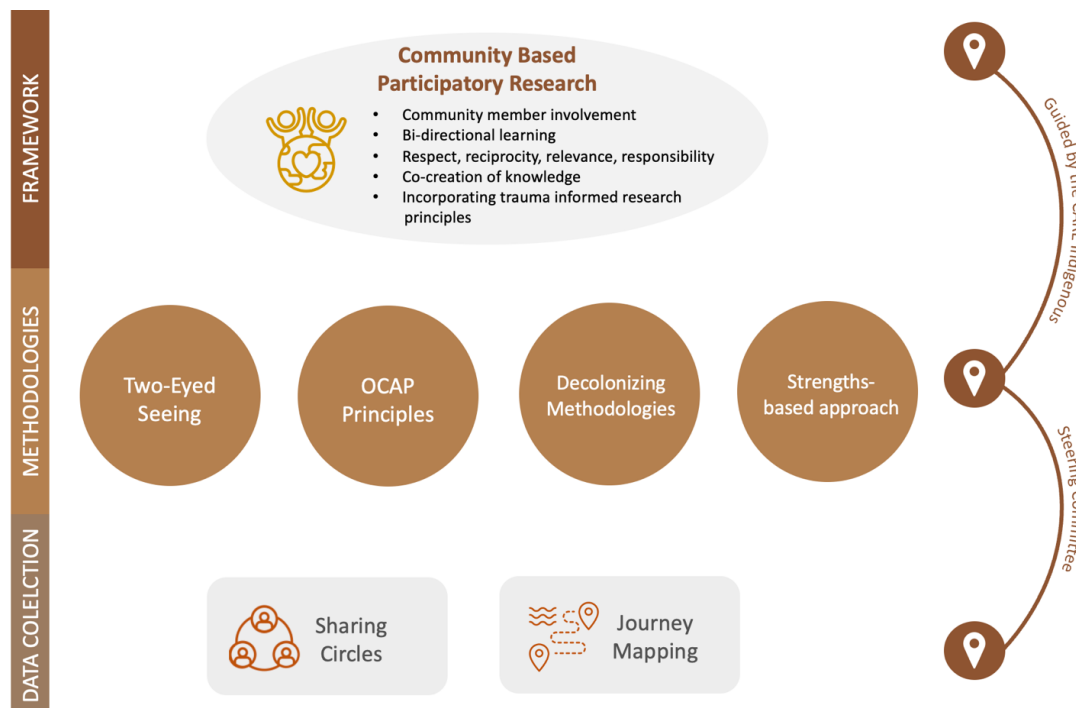 FRAMEWORK
Community Based
Participatory Research
• Community member involvement
• Bi-directional learning
• Respect, reciprocity, relevance, responsibility
• Co-creation of knowledge
• Incorporating trauma informed research
principles
METHODOLOGIES
Two-Eyed
Seeing
OCAP
Principles
Decolonizing
Methodologies
Strengths-
based approach
DATA COLELCTION
Sharing
Circles
Journey
Mapping
Guided by the CARE Indigenous
Steering Committee